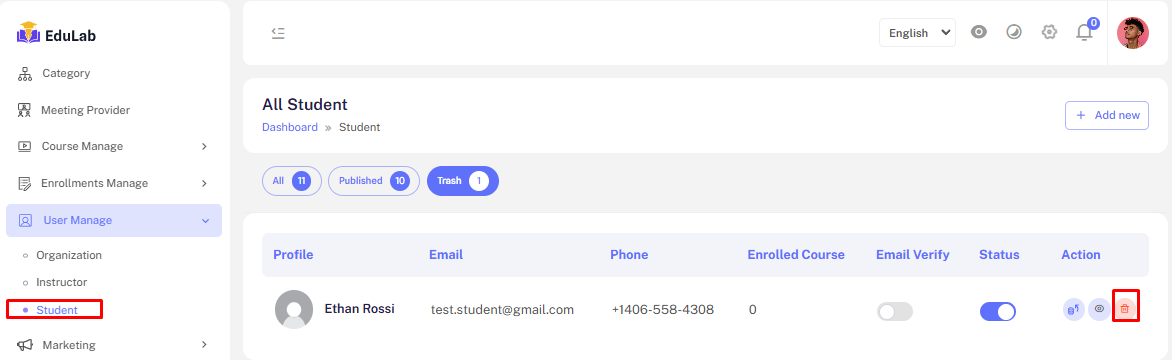 EduLab
Category
Meeting Provider
Course Manage
Enrollments Manage
User Manage
Organization
Instructor
Student
Marketing
English
0
All Student
Dashboard » Student
+ Add new
All 11
Published 10
Trash 1
Profile Email Phone Enrolled Course Email Verify Status Action
Ethan Rossi test.student@gmail.com +1406-558-4308 0